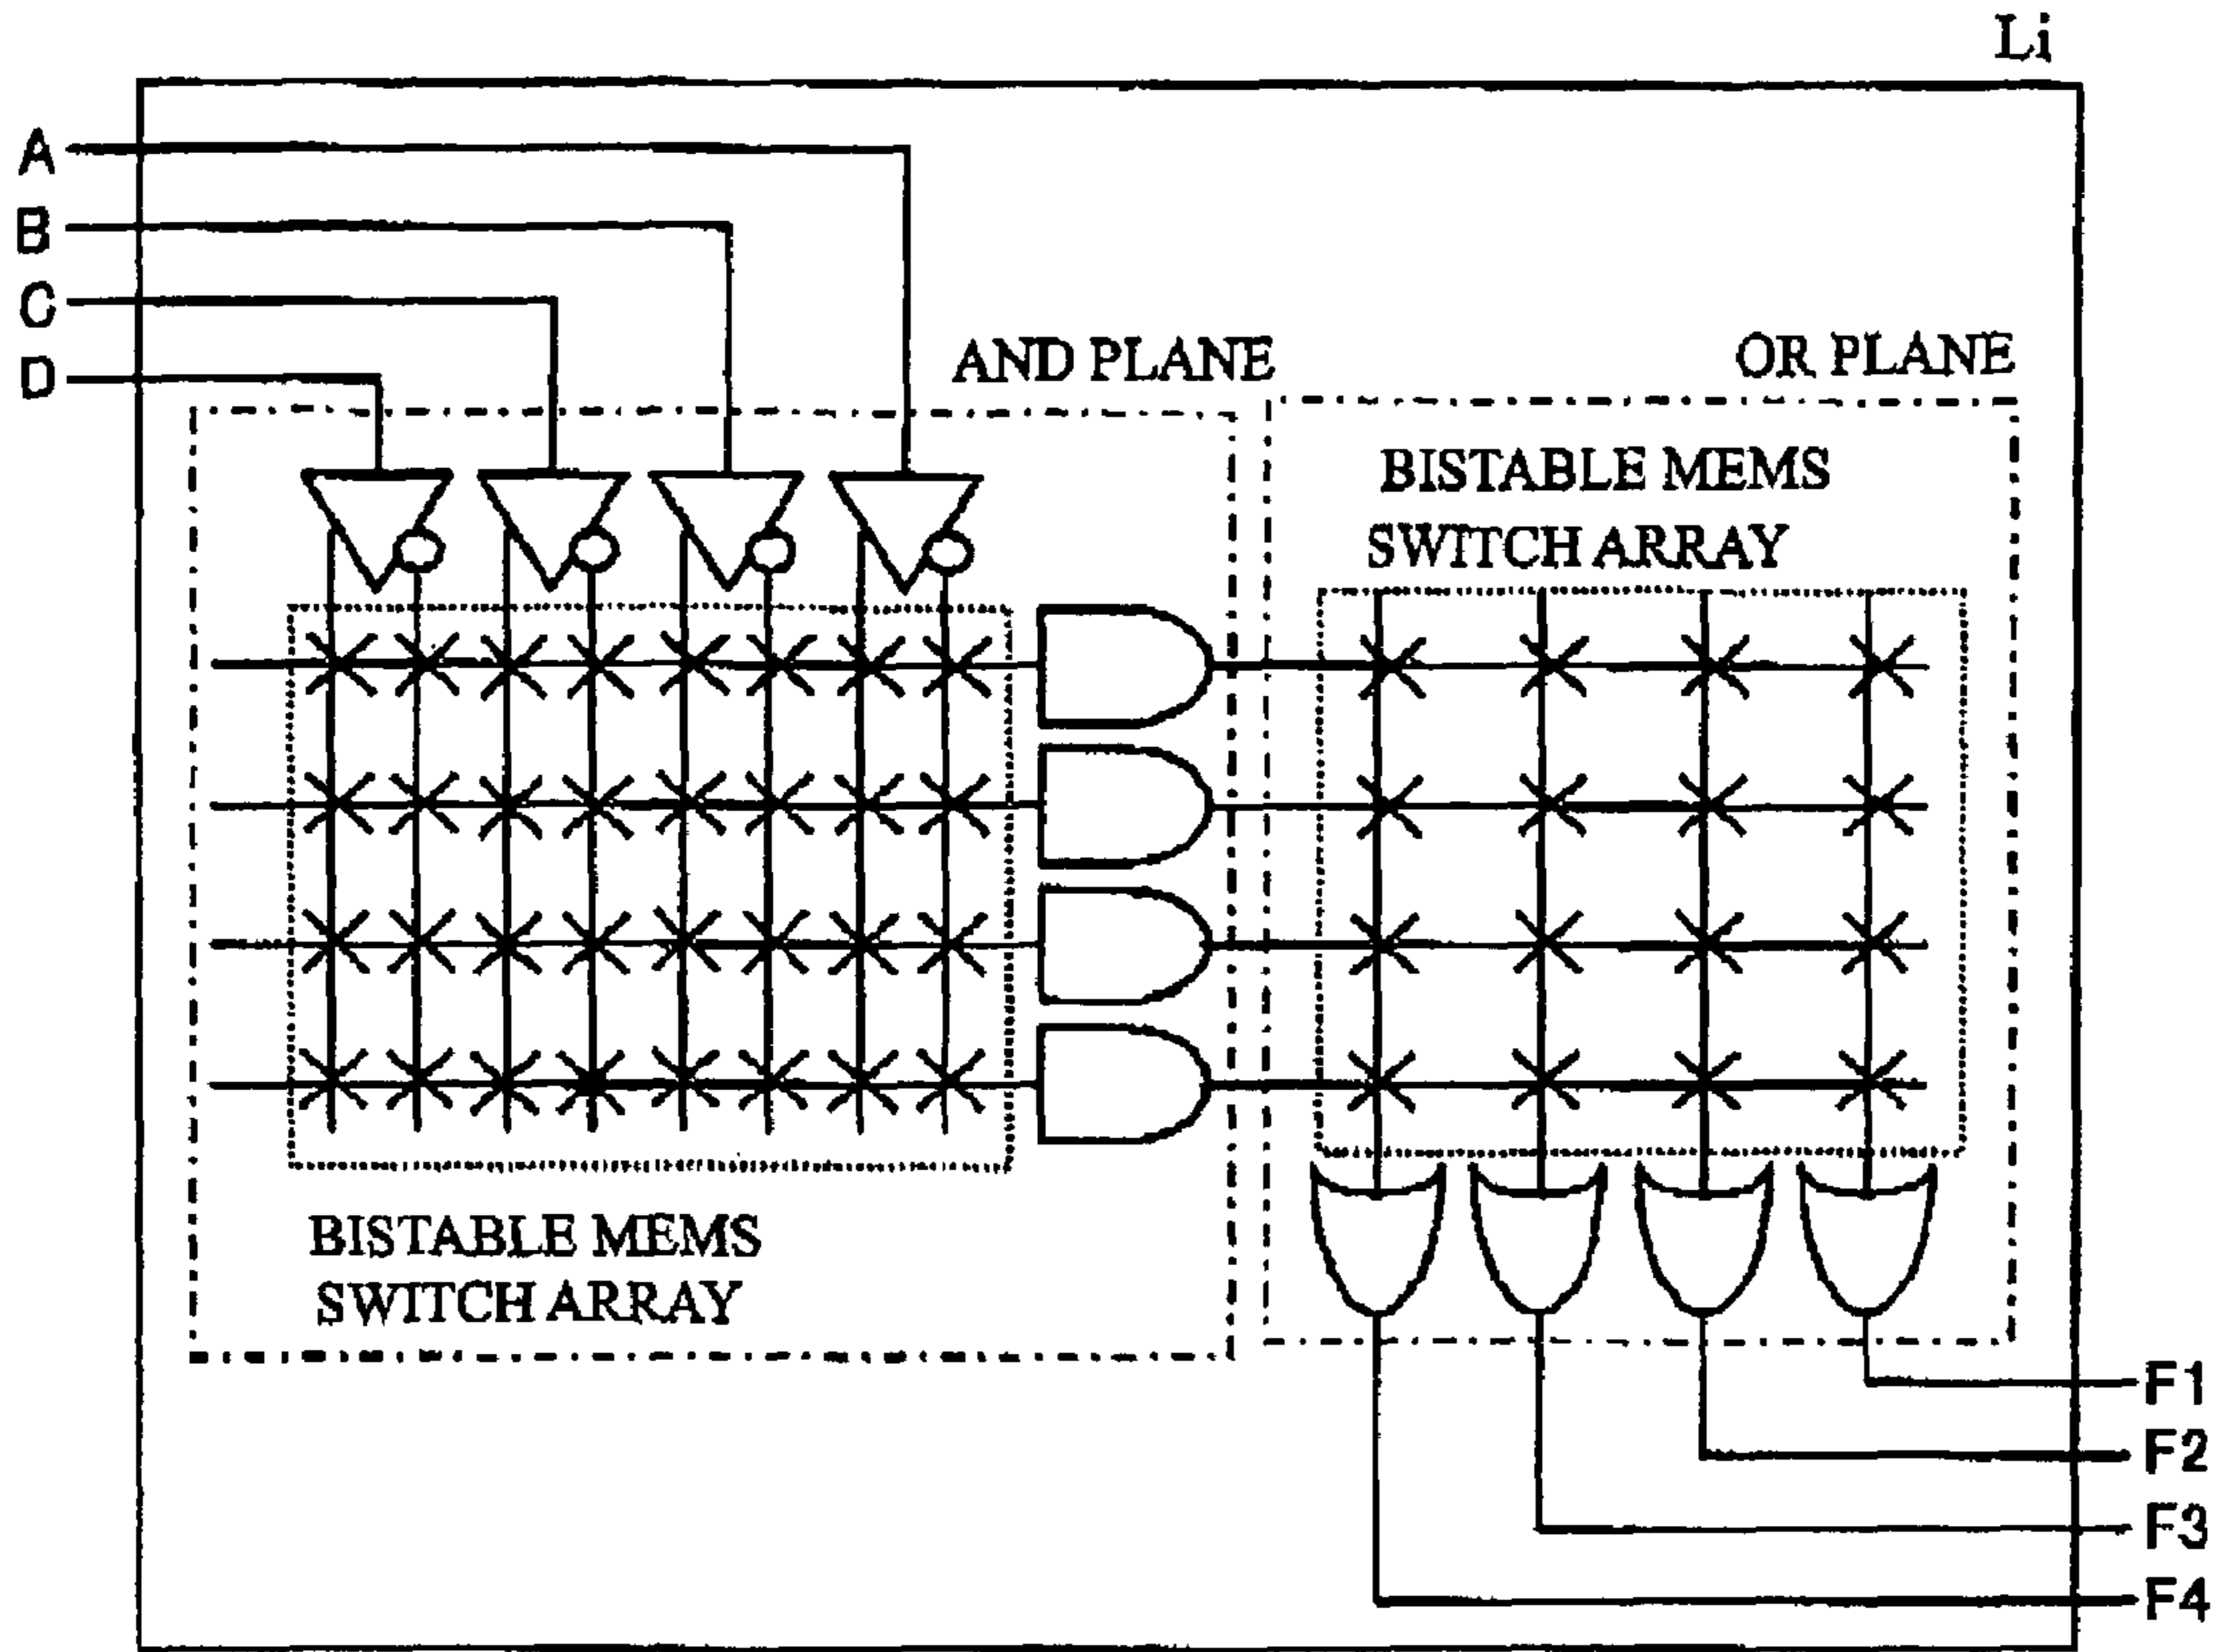 Li
A
B
C
D
AND PLANE
OR PLANE
BISTABLE MEMS
SWITCH ARRAY
BISTABLE MEMS
SWITCH ARRAY
F1
F2
F3
F4